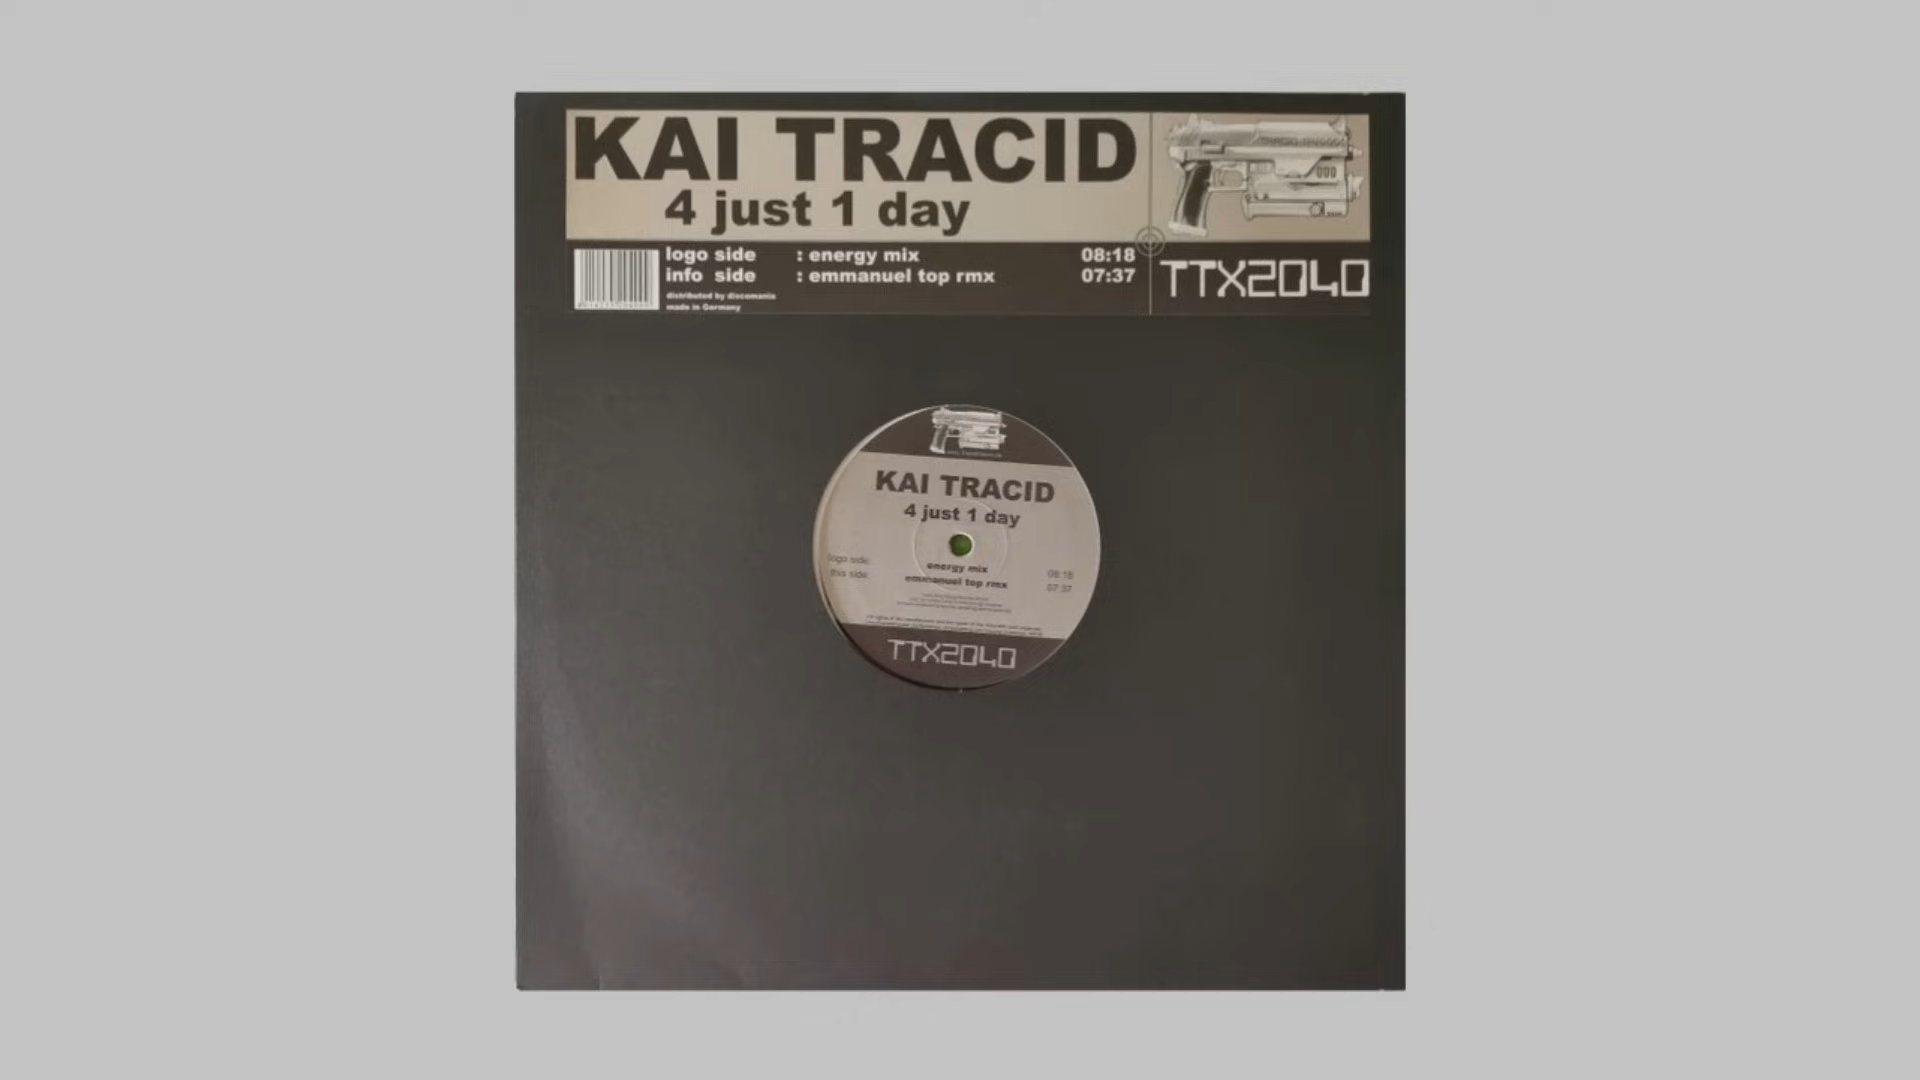 KAI TRACID
4 just 1 day
logo side : energy mix 08:18
info side : emmanuel top rmx 07:37
distributed by discomania
made in Germany
TTX2040
KAI TRACID
4 just 1 day
logo side: energy mix 08:18
this side: emmanuel top rmx 07:37
TTX2040